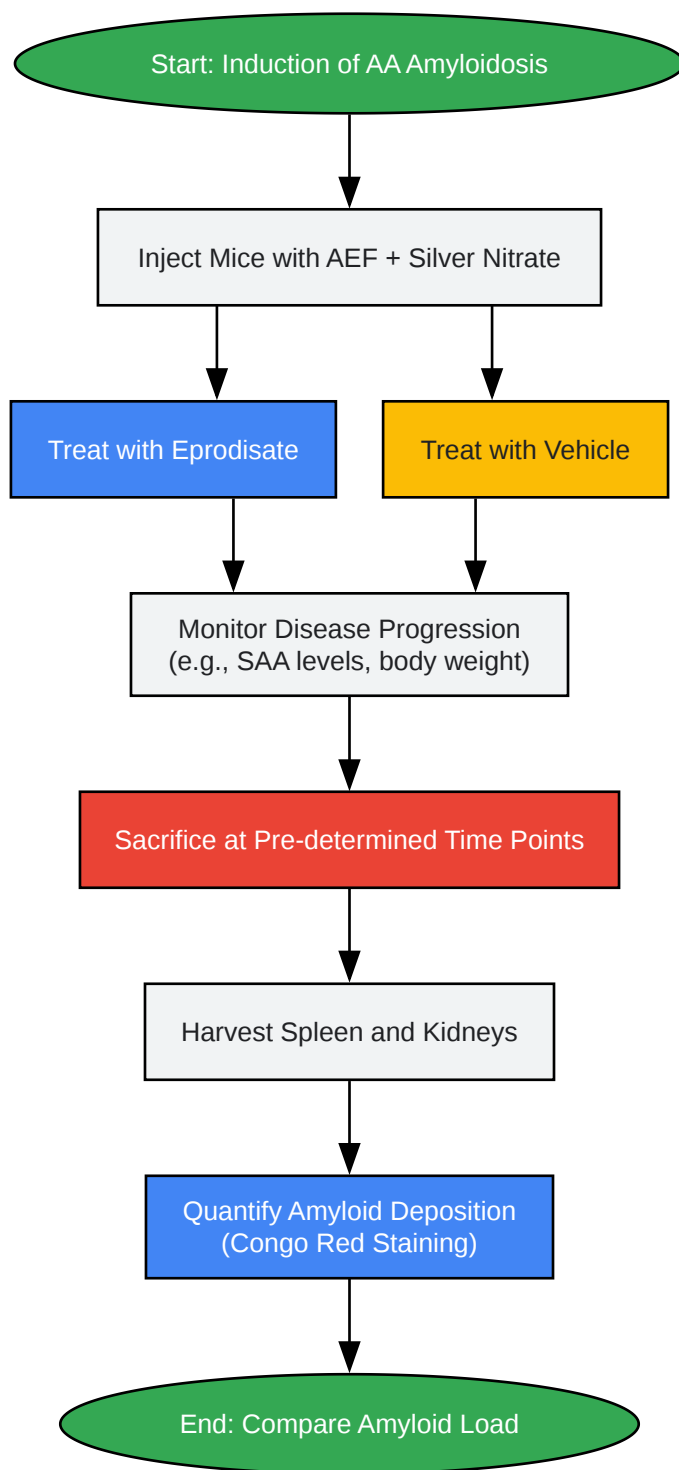 Start: Induction of AA Amyloidosis
Inject Mice with AEF + Silver Nitrate
Treat with Eprodisate
Treat with Vehicle
Monitor Disease Progression
(e.g., SAA levels, body weight)
Sacrifice at Pre-determined Time Points
Harvest Spleen and Kidneys
Quantify Amyloid Deposition
(Congo Red Staining)
End: Compare Amyloid Load